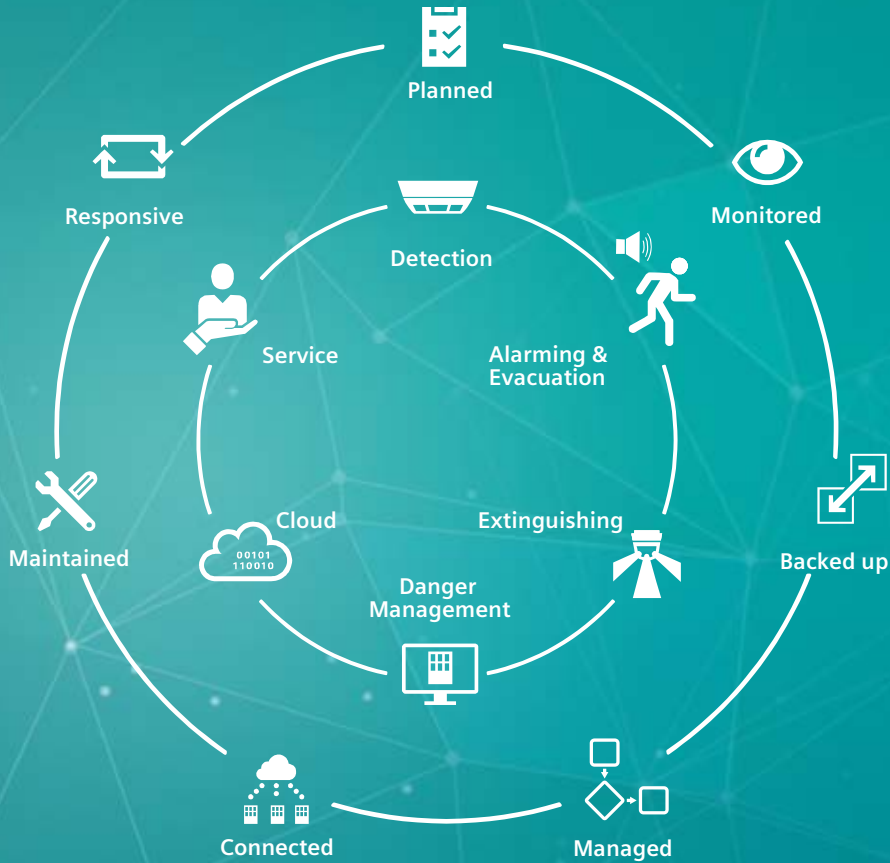 Planned
Responsive
Monitored
Detection
Service
Alarming &
Evacuation
Cloud
00101
110010
Extinguishing
Maintained
Backed up
Danger
Management
Connected
Managed